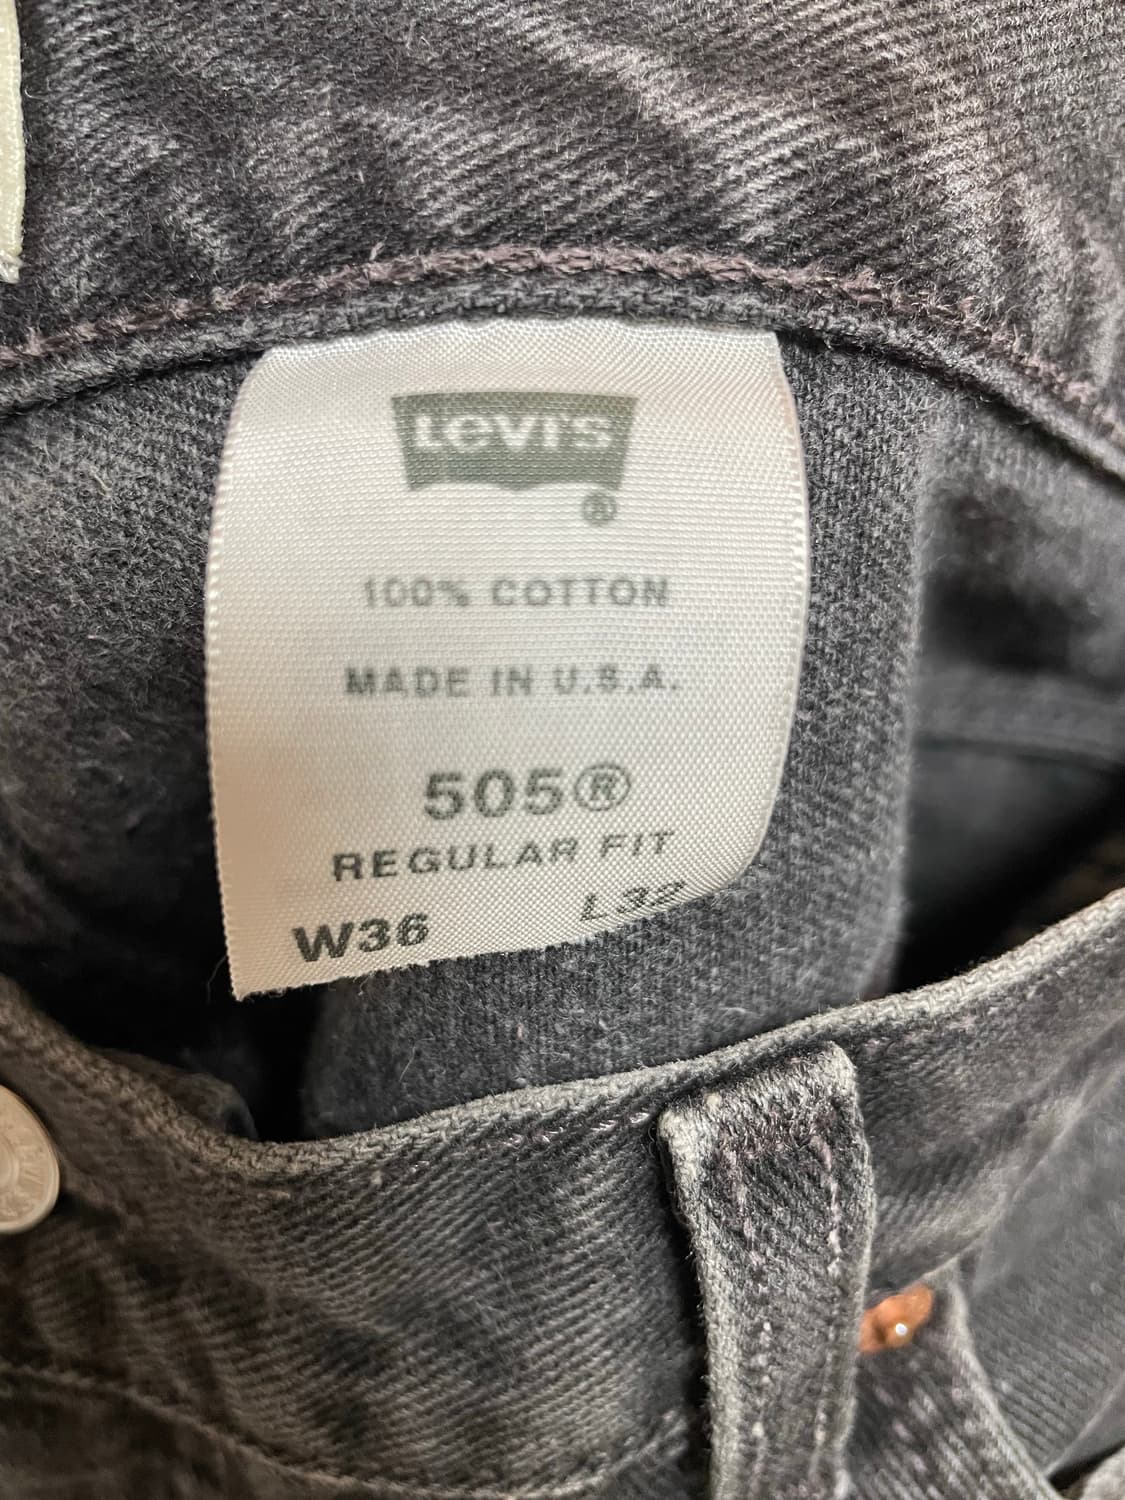 Levi's
®
100% COTTON
MADE IN U.S.A.
505®
REGULAR FIT
W36 L32